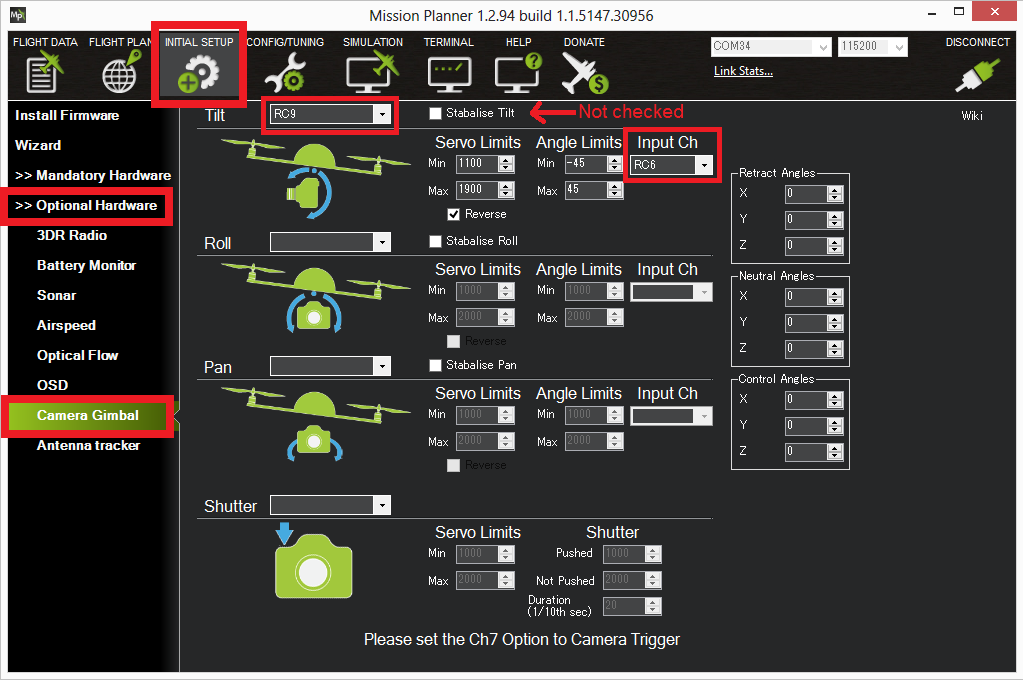 Mp
Mission Planner 1.2.94 build 1.1.5147.30956
FLIGHT DATA FLIGHT PLAN INITIAL SETUP CONFIG/TUNING SIMULATION TERMINAL HELP DONATE COM34 115200 DISCONNECT
Link Stats...
Install Firmware
Wizard
>> Mandatory Hardware
>> Optional Hardware
3DR Radio
Battery Monitor
Sonar
Airspeed
Optical Flow
OSD
Camera Gimbal
Antenna tracker
Tilt RC9 Stabalise Tilt Not checked Wiki
Servo Limits Angle Limits Input Ch
Min 1100 Min -45 RC6
Max 1900 Max 45
Reverse
Roll Stabalise Roll
Servo Limits Angle Limits Input Ch
Min 1000 Min 1000
Max 2000 Max 2000
Reverse
Pan Stabalise Pan
Servo Limits Angle Limits Input Ch
Min 1000 Min 1000
Max 2000 Max 2000
Reverse
Shutter
Servo Limits Shutter
Min 1000 Pushed 1000
Max 2000 Not Pushed 2000
Duration
(1/10th sec) 20
Please set the Ch7 Option to Camera Trigger
Retract Angles
X 0
Y 0
Z 0
Neutral Angles
X 0
Y 0
Z 0
Control Angles
X 0
Y 0
Z 0